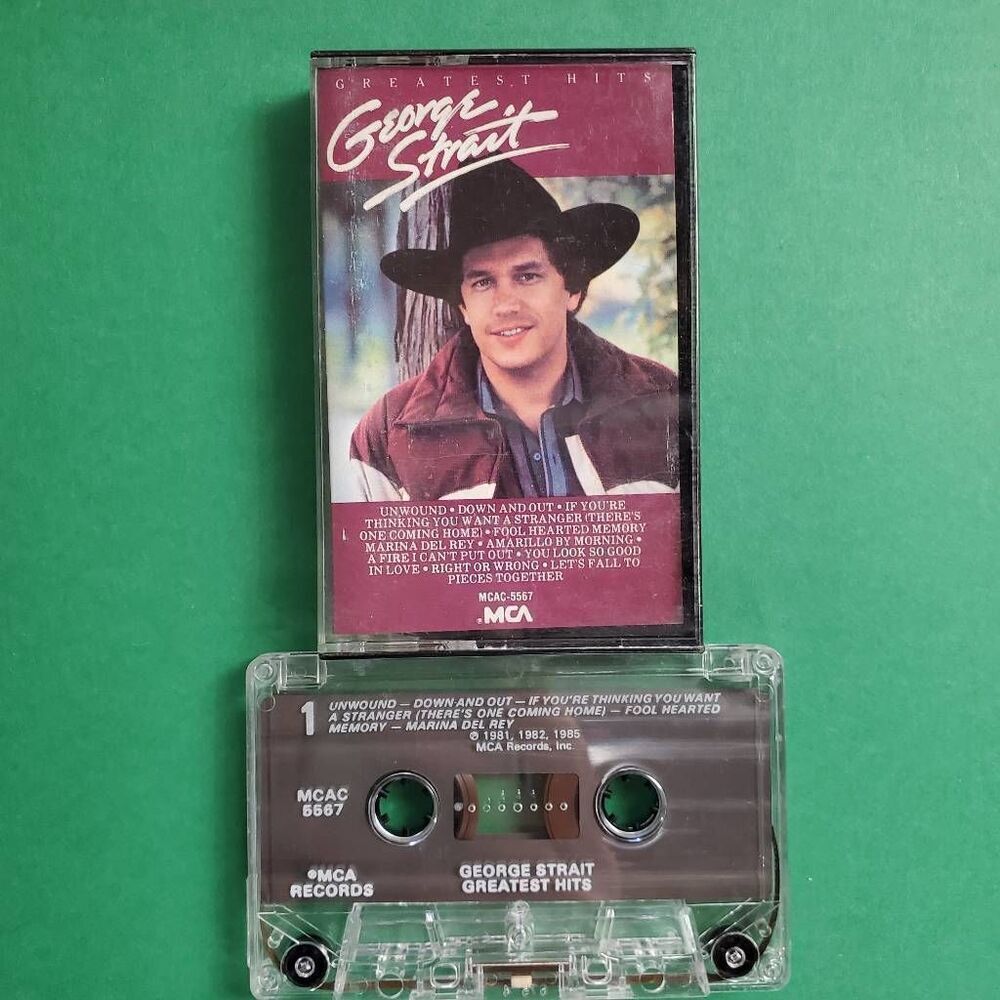 GREATEST HITS
George
Strait
UNWOUND • DOWN AND OUT • IF YOU'RE
THINKING YOU WANT A STRANGER (THERE'S
ONE COMING HOME) • FOOL HEARTED MEMORY
MARINA DEL REY • AMARILLO BY MORNING •
A FIRE I CAN'T PUT OUT • YOU LOOK SO GOOD
IN LOVE • RIGHT OR WRONG • LET'S FALL TO
PIECES TOGETHER
MCAC-5567
MCA
1
UNWOUND — DOWN AND OUT — IF YOU'RE THINKING YOU WANT
A STRANGER (THERE'S ONE COMING HOME) — FOOL HEARTED
MEMORY — MARINA DEL REY
℗ 1981, 1982, 1985
MCA Records, Inc.
MCAC
5567
MCA
RECORDS
GEORGE STRAIT
GREATEST HITS